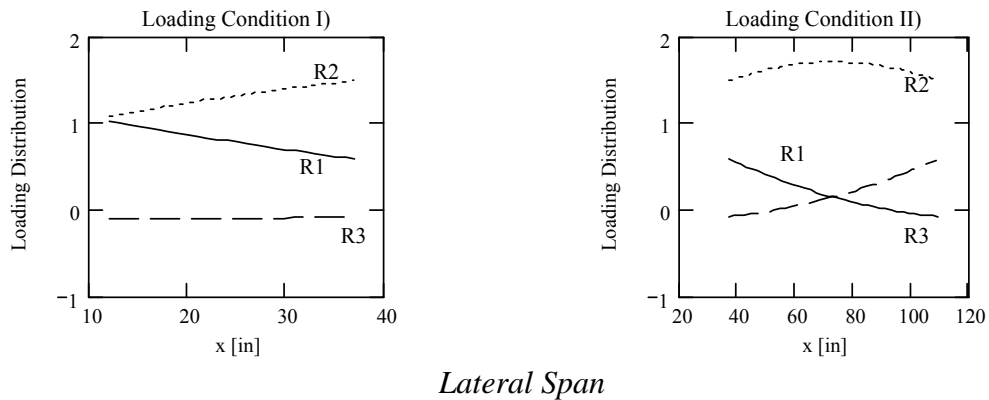 Loading Condition I)
2
1
0
−1
Loading Distribution
R2
R1
R3
10 20 30 40
x [in]
Loading Condition II)
2
1
0
−1
Loading Distribution
R2
R1
R3
20 40 60 80 100 120
x [in]
Lateral Span